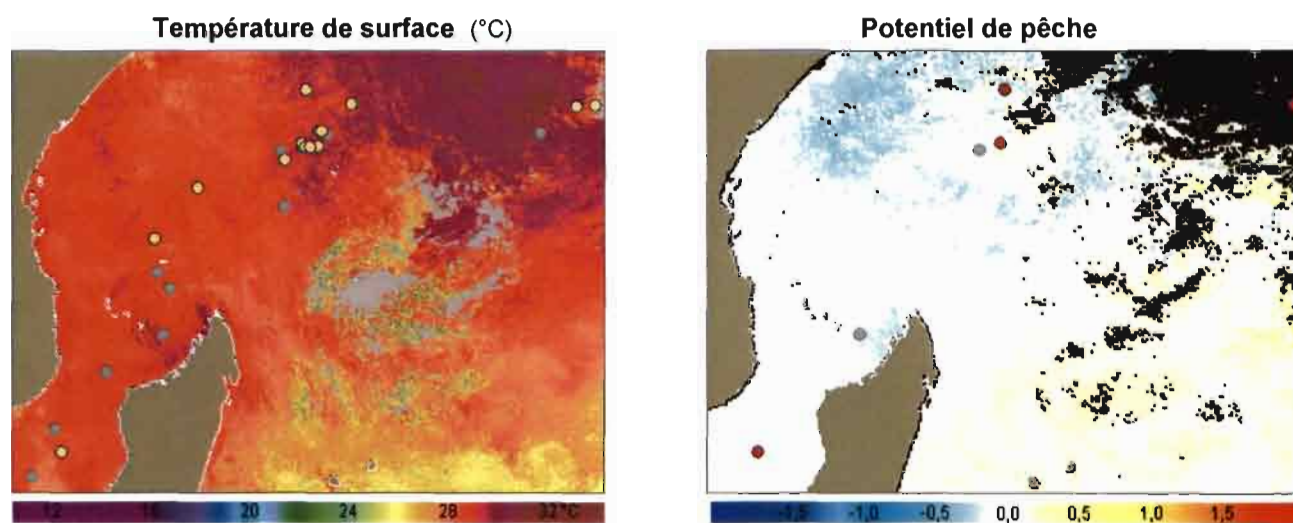 Température de surface (°C)
Potentiel de pêche
12 16 20 24 28 32°C
-1,5 -1,0 -0,5 0,0 0,5 1,0 1,5